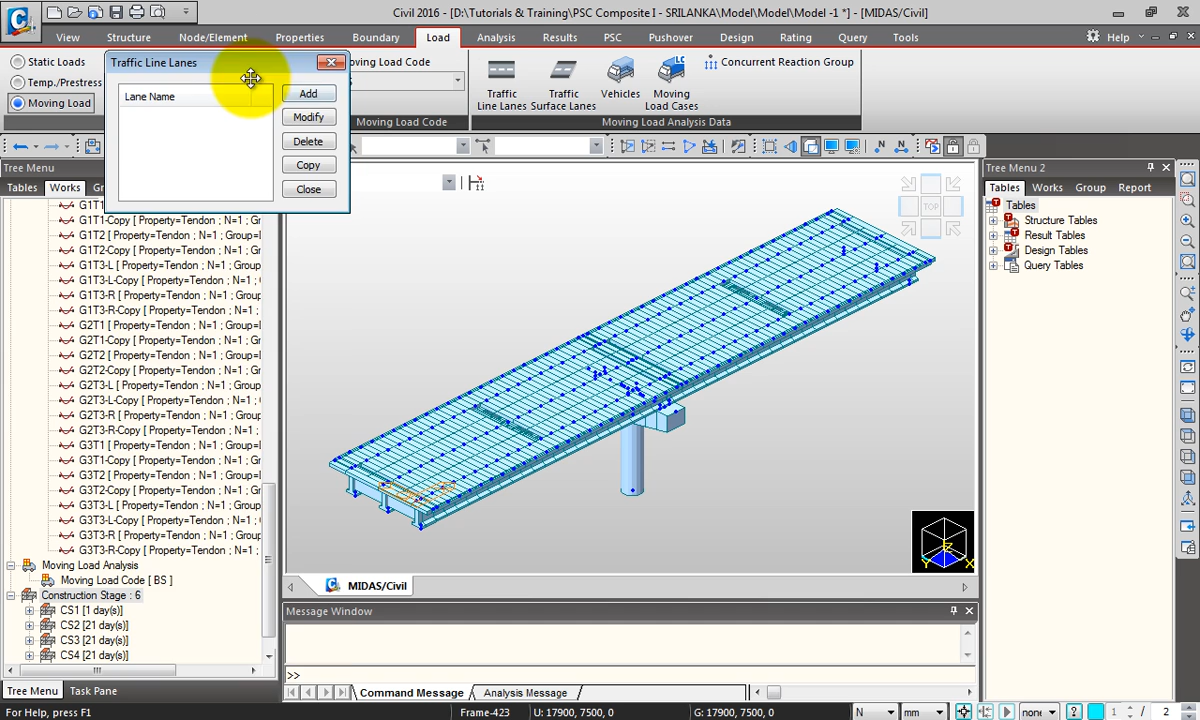 Civil 2016 - [D:\Tutorials & Training\PSC Composite I - SRILANKA\Model\Model\Model -1 *] - [MIDAS/Civil]
View Structure Node/Element Properties Boundary Load Analysis Results PSC Pushover Design Rating Query Tools Help
Static Loads
Temp./Prestress
Moving Load
Traffic Line Lanes
Lane Name
Add
Modify
Delete
Copy
Close
oving Load Code
Moving Load Code
Traffic Line Lanes
Traffic Surface Lanes
Vehicles
Moving Load Cases
Concurrent Reaction Group
Moving Load Analysis Data
Tree Menu
Tables Works Gr
G1T1
G1T1-Copy [ Property=Tendon ; N=1 ; Group=
G1T2 [ Property=Tendon ; N=1 ; Group=D
G1T2-Copy [ Property=Tendon ; N=1 ; Group=
G1T3-L [ Property=Tendon ; N=1 ; Group
G1T3-L-Copy [ Property=Tendon ; N=1 ;
G1T3-R [ Property=Tendon ; N=1 ; Group
G1T3-R-Copy [ Property=Tendon ; N=1 ;
G2T1 [ Property=Tendon ; N=1 ; Group=D
G2T1-Copy [ Property=Tendon ; N=1 ; G
G2T2 [ Property=Tendon ; N=1 ; Group=
G2T2-Copy [ Property=Tendon ; N=1 ; G
G2T3-L [ Property=Tendon ; N=1 ; Group
G2T3-L-Copy [ Property=Tendon ; N=1 ; G
G2T3-R [ Property=Tendon ; N=1 ; Group
G2T3-R-Copy [ Property=Tendon ; N=1 ;
G3T1 [ Property=Tendon ; N=1 ; Group=D
G3T1-Copy [ Property=Tendon ; N=1 ; G
G3T2 [ Property=Tendon ; N=1 ; Group=
G3T2-Copy [ Property=Tendon ; N=1 ; G
G3T3-L [ Property=Tendon ; N=1 ; Group
G3T3-L-Copy [ Property=Tendon ; N=1 ; G
G3T3-R [ Property=Tendon ; N=1 ; Group
G3T3-R-Copy [ Property=Tendon ; N=1 ;
Moving Load Analysis
Moving Load Code [ BS ]
Construction Stage : 6
CS1 [1 day(s)]
CS2 [21 day(s)]
CS3 [21 day(s)]
CS4 [21 day(s)]
Tree Menu Task Pane
TOP
Z
Y X
MIDAS/Civil
Message Window
>>
Command Message Analysis Message
Tree Menu 2
Tables Works Group Report
Tables
Structure Tables
Result Tables
Design Tables
Query Tables
For Help, press F1 Frame-423 U: 17900, 7500, 0 G: 17900, 7500, 0 N mm none ? 1 / 2